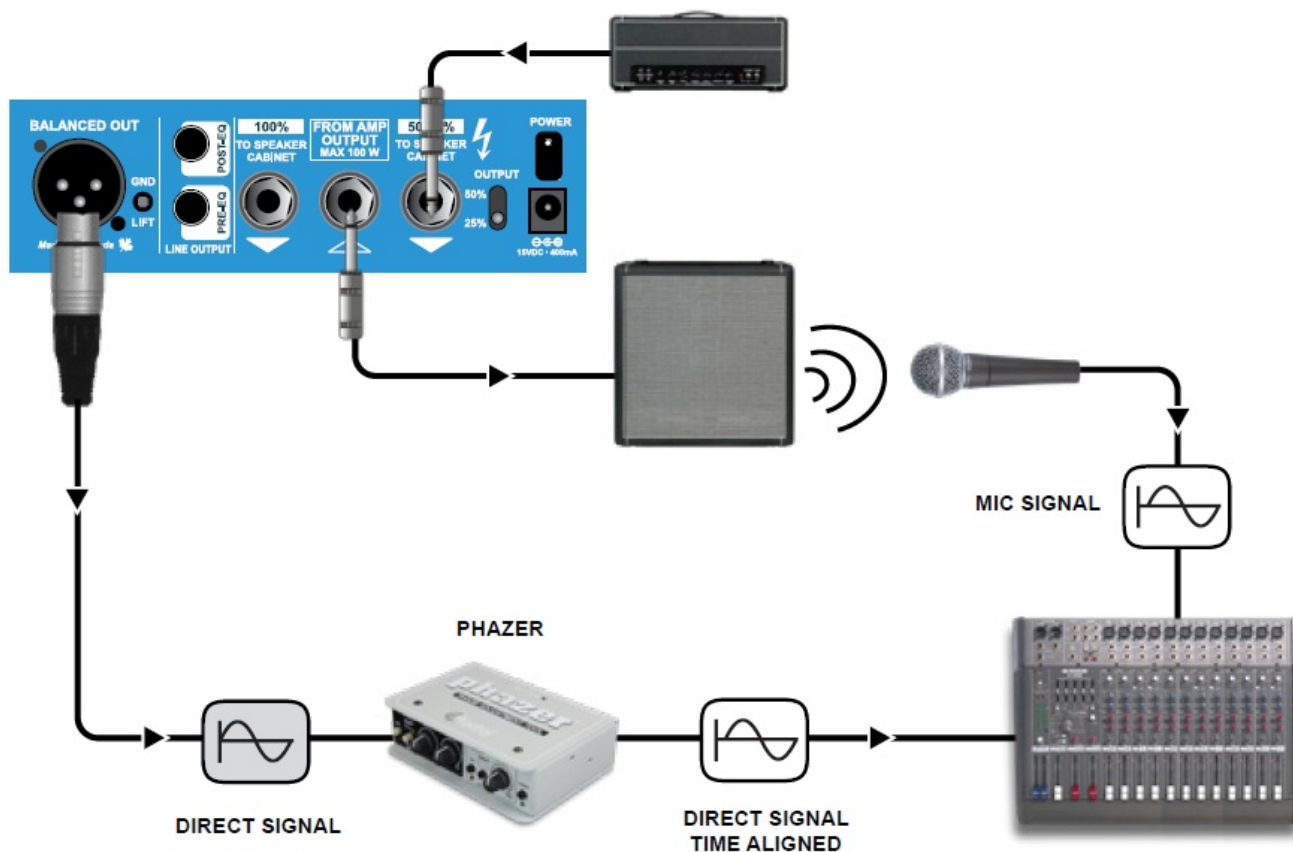 BALANCED OUT
GND
LIFT
POST-EQ
PRE-EQ
LINE OUTPUT
100%
TO SPEAKER
CABINET
FROM AMP
OUTPUT
MAX 100 W
TO SPEAKER
CABINET
OUTPUT
50%
25%
POWER
15VDC • 400mA
MIC SIGNAL
PHAZER
phazer
DIRECT SIGNAL
DIRECT SIGNAL
TIME ALIGNED